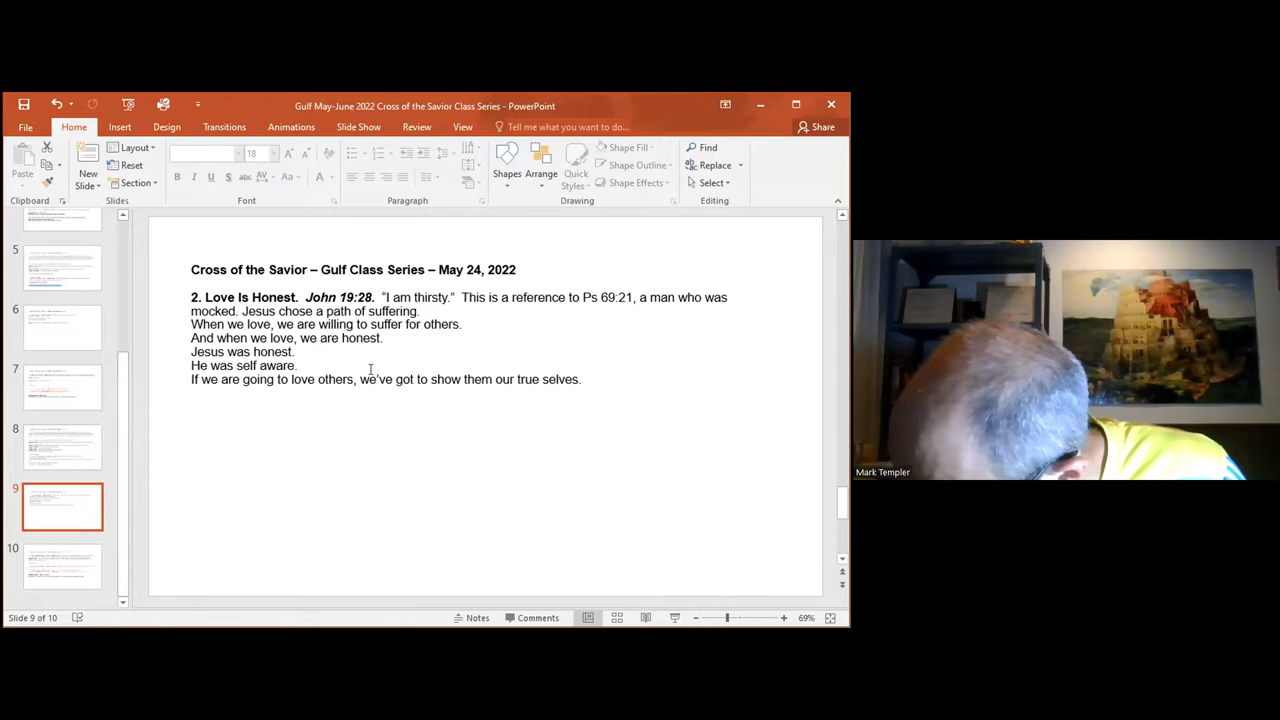 Gulf May-June 2022 Cross of the Savior Class Series - PowerPoint
File Home Insert Design Transitions Animations Slide Show Review View Tell me what you want to do... Share
Paste
Clipboard
New Slide
Layout
Reset
Section
Slides
18
B I U S abc AV Aa A
Font
Paragraph
Shapes
Arrange
Quick Styles
Shape Fill
Shape Outline
Shape Effects
Drawing
Find
Replace
Select
Editing
5
6
7
8
9
10
Cross of the Savior – Gulf Class Series – May 24, 2022
2. Love Is Honest. John 19:28. “I am thirsty.” This is a reference to Ps 69:21, a man who was
mocked. Jesus chose a path of suffering.
When we love, we are willing to suffer for others.
And when we love, we are honest.
Jesus was honest.
He was self aware.
If we are going to love others, we’ve got to show them our true selves.
Mark Templer
Slide 9 of 10
Notes
Comments
69%